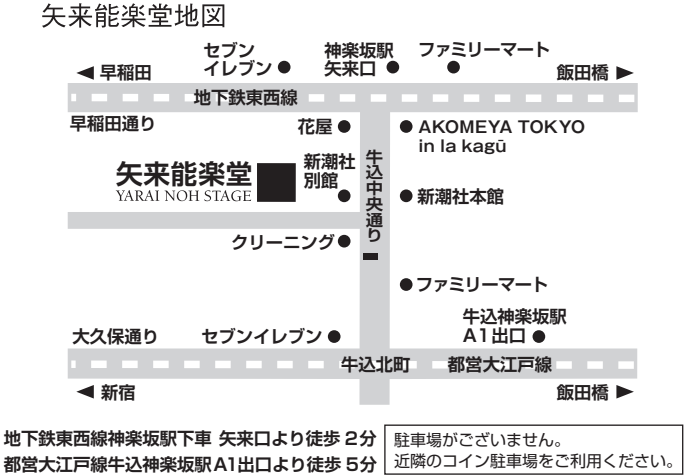 矢来能楽堂地図
セブン
イレブン
神楽坂駅
矢来口
ファミリーマート
◀ 早稲田
飯田橋 ▶
地下鉄東西線
早稲田通り
花屋
AKOMEYA TOKYO
in la kagū
矢来能楽堂
YARAI NOH STAGE
新潮社
別館
牛込中央通り
新潮社本館
クリーニング
ファミリーマート
牛込神楽坂駅
A1出口
大久保通り
セブンイレブン
牛込北町
都営大江戸線
◀ 新宿
飯田橋 ▶
地下鉄東西線神楽坂駅下車 矢来口より徒歩 2分
都営大江戸線牛込神楽坂駅A1出口より徒歩 5分
駐車場がございません。
近隣のコイン駐車場をご利用ください。